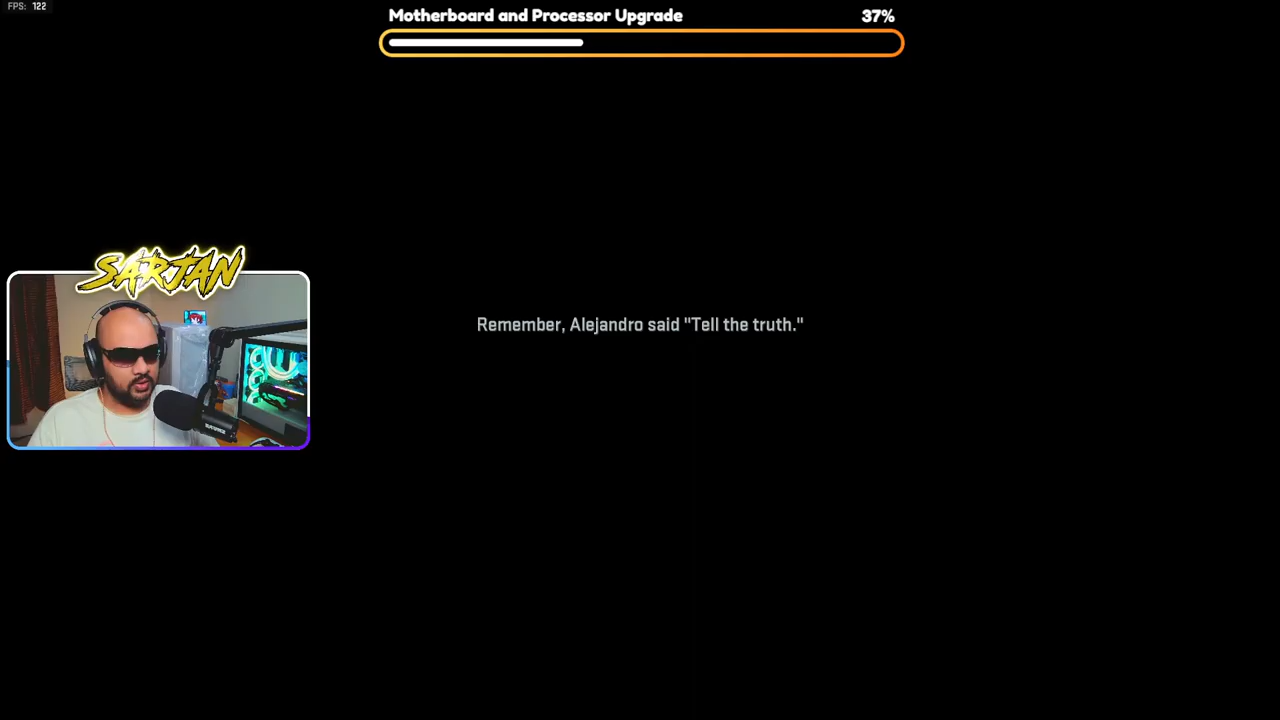 FPS: 122
Motherboard and Processor Upgrade 37%
SARJAN
Remember, Alejandro said "Tell the truth."